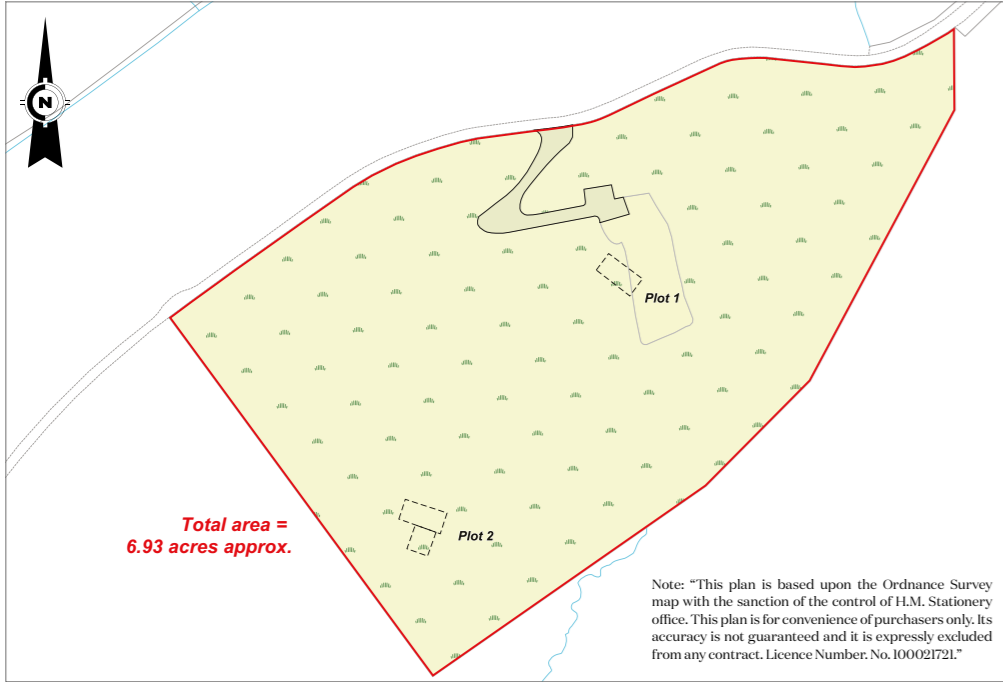 N
Plot 1
Total area =
6.93 acres approx.
Plot 2
Note: “This plan is based upon the Ordnance Survey
map with the sanction of the control of H.M. Stationery
office. This plan is for convenience of purchasers only. Its
accuracy is not guaranteed and it is expressly excluded
from any contract. Licence Number. No. 100021721.”